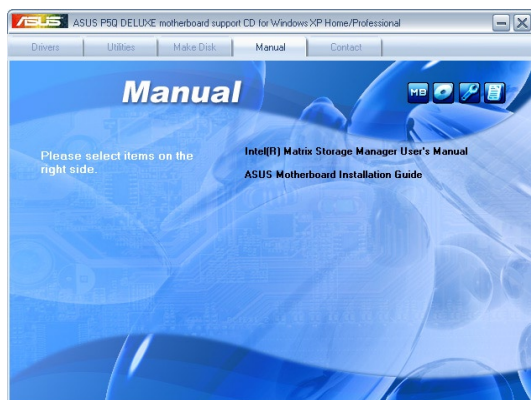 ASUS ASUS P5Q DELUXE motherboard support CD for Windows XP Home/Professional
Drivers Utilities Make Disk Manual Contact
Manual
MB
Please select items on the
right side.
Intel(R) Matrix Storage Manager User's Manual
ASUS Motherboard Installation Guide